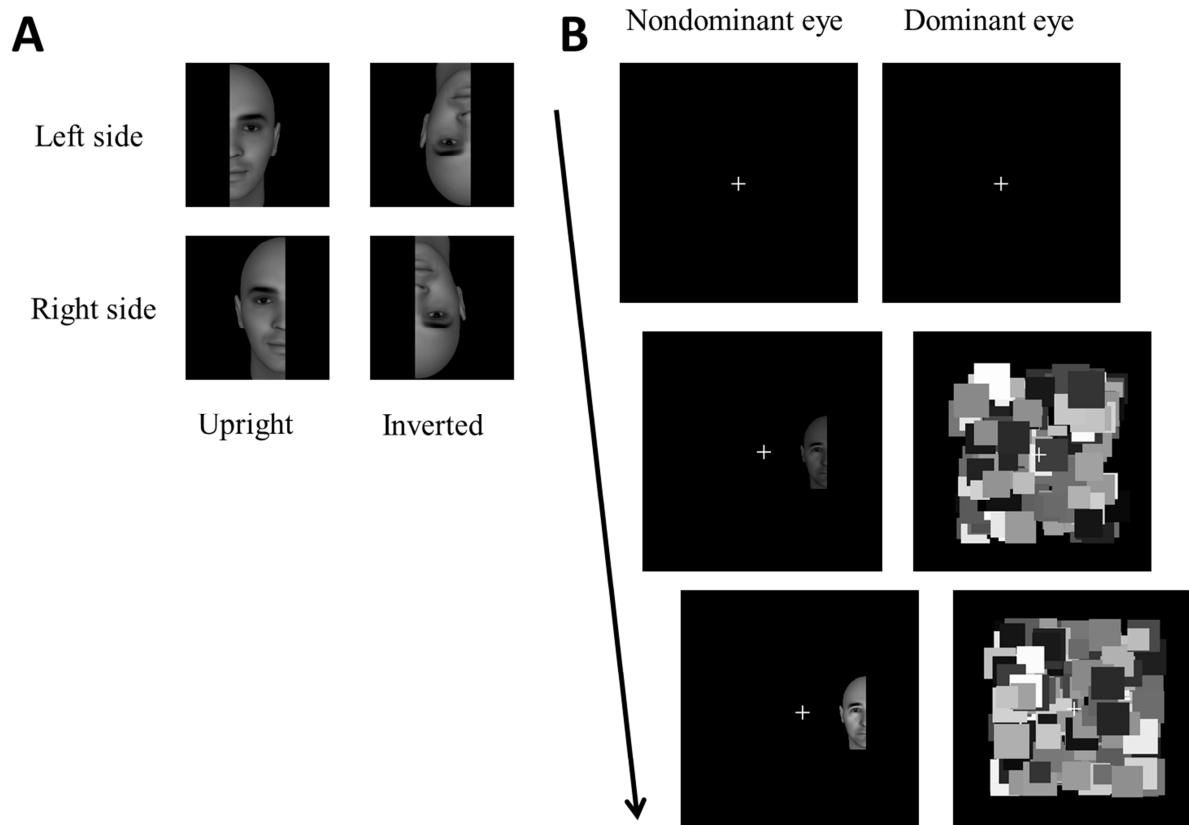 A
B
Nondominant eye
Dominant eye
Left side
Right side
Upright
Inverted